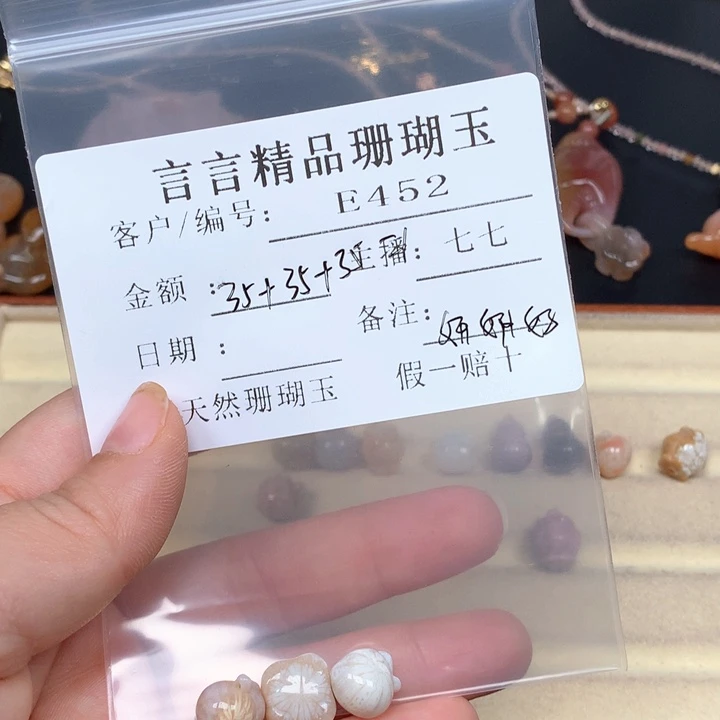 言言精品珊瑚玉
客户/编号: E452
金额: 35+35+35 主播: 七七
日期: 备注:
天然珊瑚玉 假一赔十